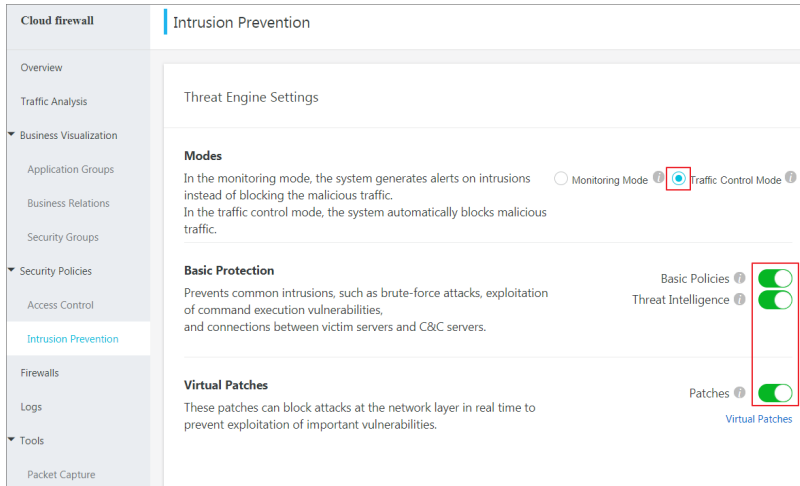 Cloud firewall
Overview
Traffic Analysis
Business Visualization
Application Groups
Business Relations
Security Groups
Security Policies
Access Control
Intrusion Prevention
Firewalls
Logs
Tools
Packet Capture
Intrusion Prevention
Threat Engine Settings
Modes
In the monitoring mode, the system generates alerts on intrusions
instead of blocking the malicious traffic.
In the traffic control mode, the system automatically blocks malicious
traffic.
Monitoring Mode
Traffic Control Mode
Basic Protection
Prevents common intrusions, such as brute-force attacks, exploitation
of command execution vulnerabilities,
and connections between victim servers and C&C servers.
Basic Policies
Threat Intelligence
Virtual Patches
These patches can block attacks at the network layer in real time to
prevent exploitation of important vulnerabilities.
Patches
Virtual Patches